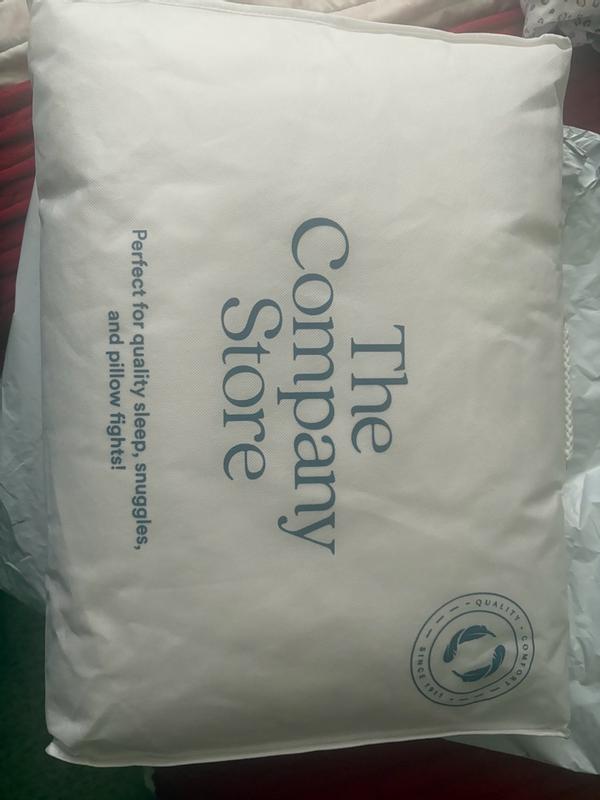 The
Company
Store
Perfect for quality sleep, snuggles,
and pillow fights!
QUALITY - COMFORT
SINCE 1911